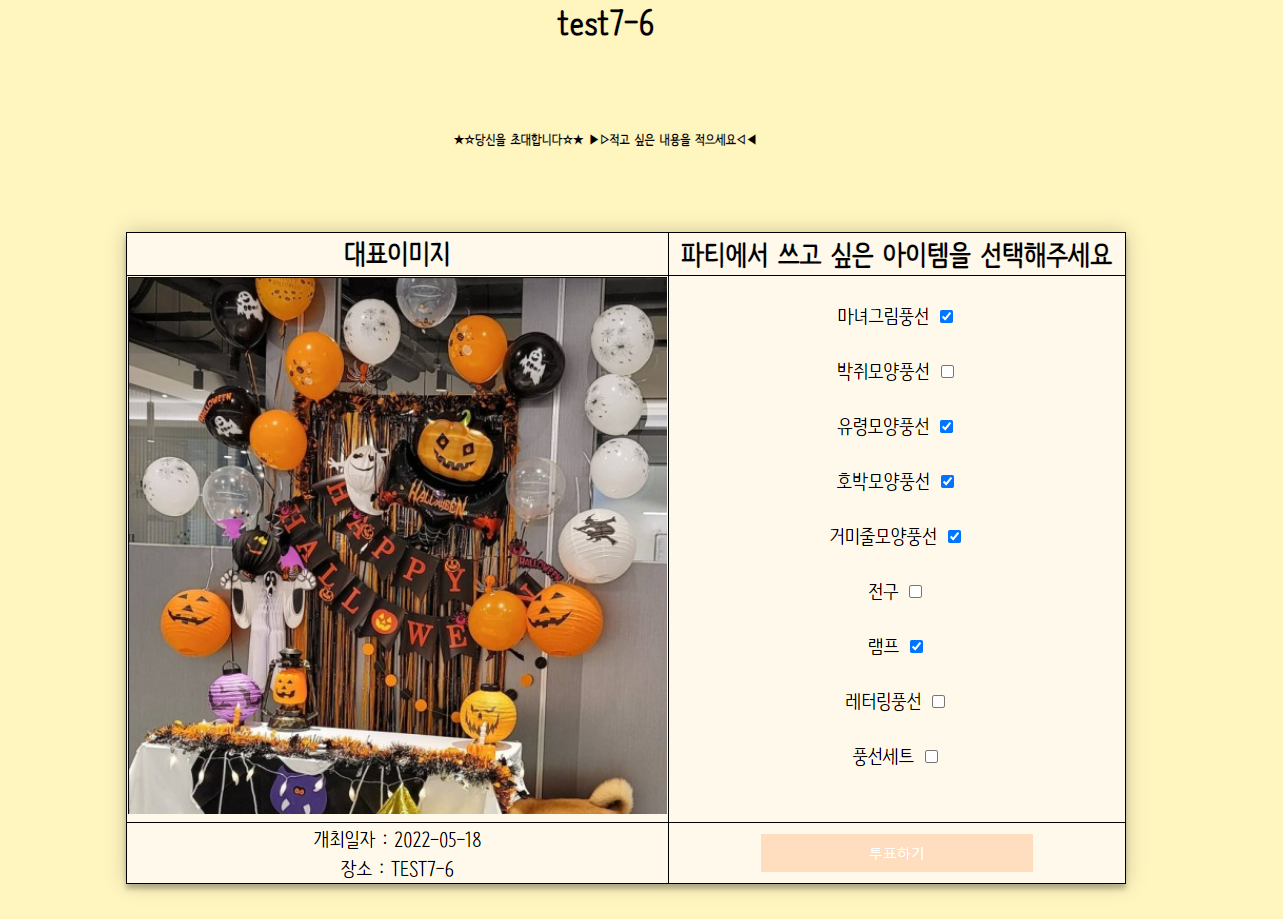 test7-6
★☆당신을 초대합니다☆★ ▶▷적고 싶은 내용을 적으세요◁◀
대표이미지
파티에서 쓰고 싶은 아이템을 선택해주세요
HALLOWEEN
HALLOWEEN
HAPPY
HALLOWE
HALLOWEEN
마녀그림풍선
박쥐모양풍선
유령모양풍선
호박모양풍선
거미줄모양풍선
전구
램프
레터링풍선
풍선세트
개최일자 : 2022-05-18
장소 : TEST7-6
투표하기